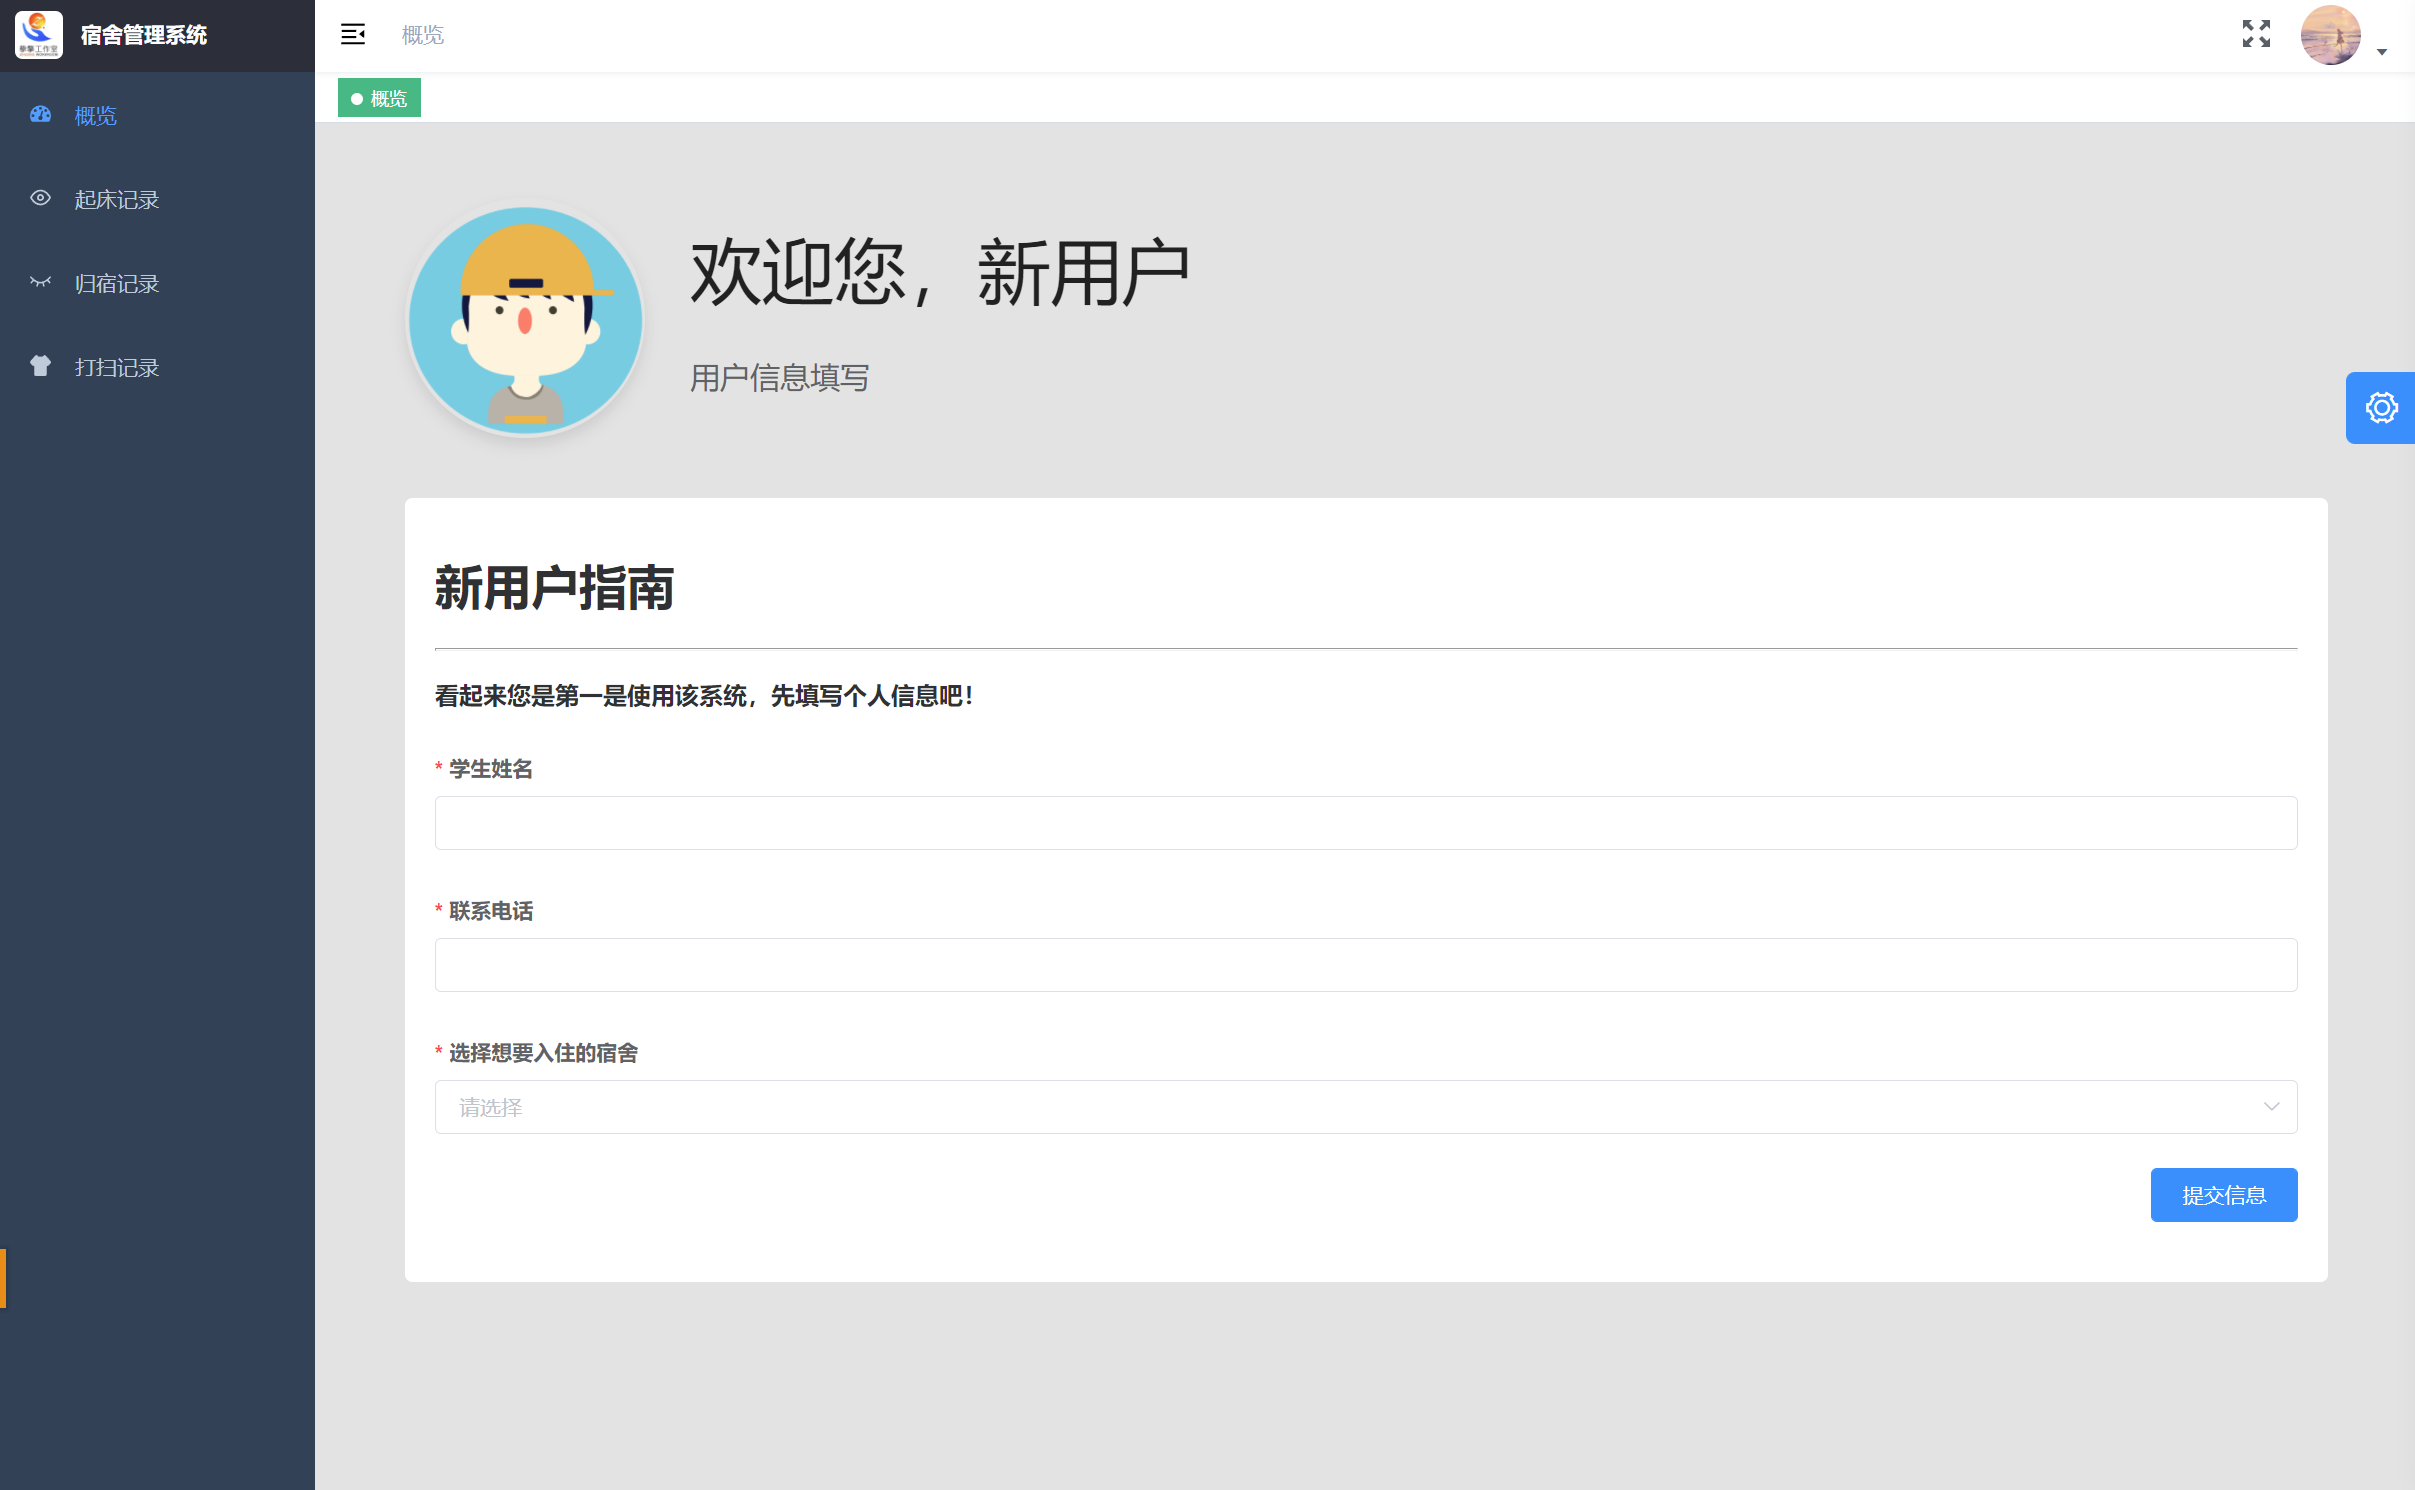 宿舍管理系统
概览
概览
概览
起床记录
归宿记录
打扫记录
欢迎您，新用户
用户信息填写
新用户指南
看起来您是第一是使用该系统，先填写个人信息吧！
* 学生姓名
* 联系电话
* 选择想要入住的宿舍
请选择
提交信息